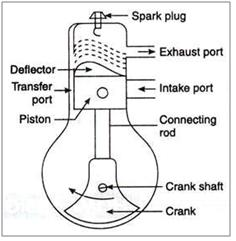 Spark plug
Exhaust port
Deflector
Transfer
port
Intake port
Piston
Connecting
rod
Crank shaft
Crank